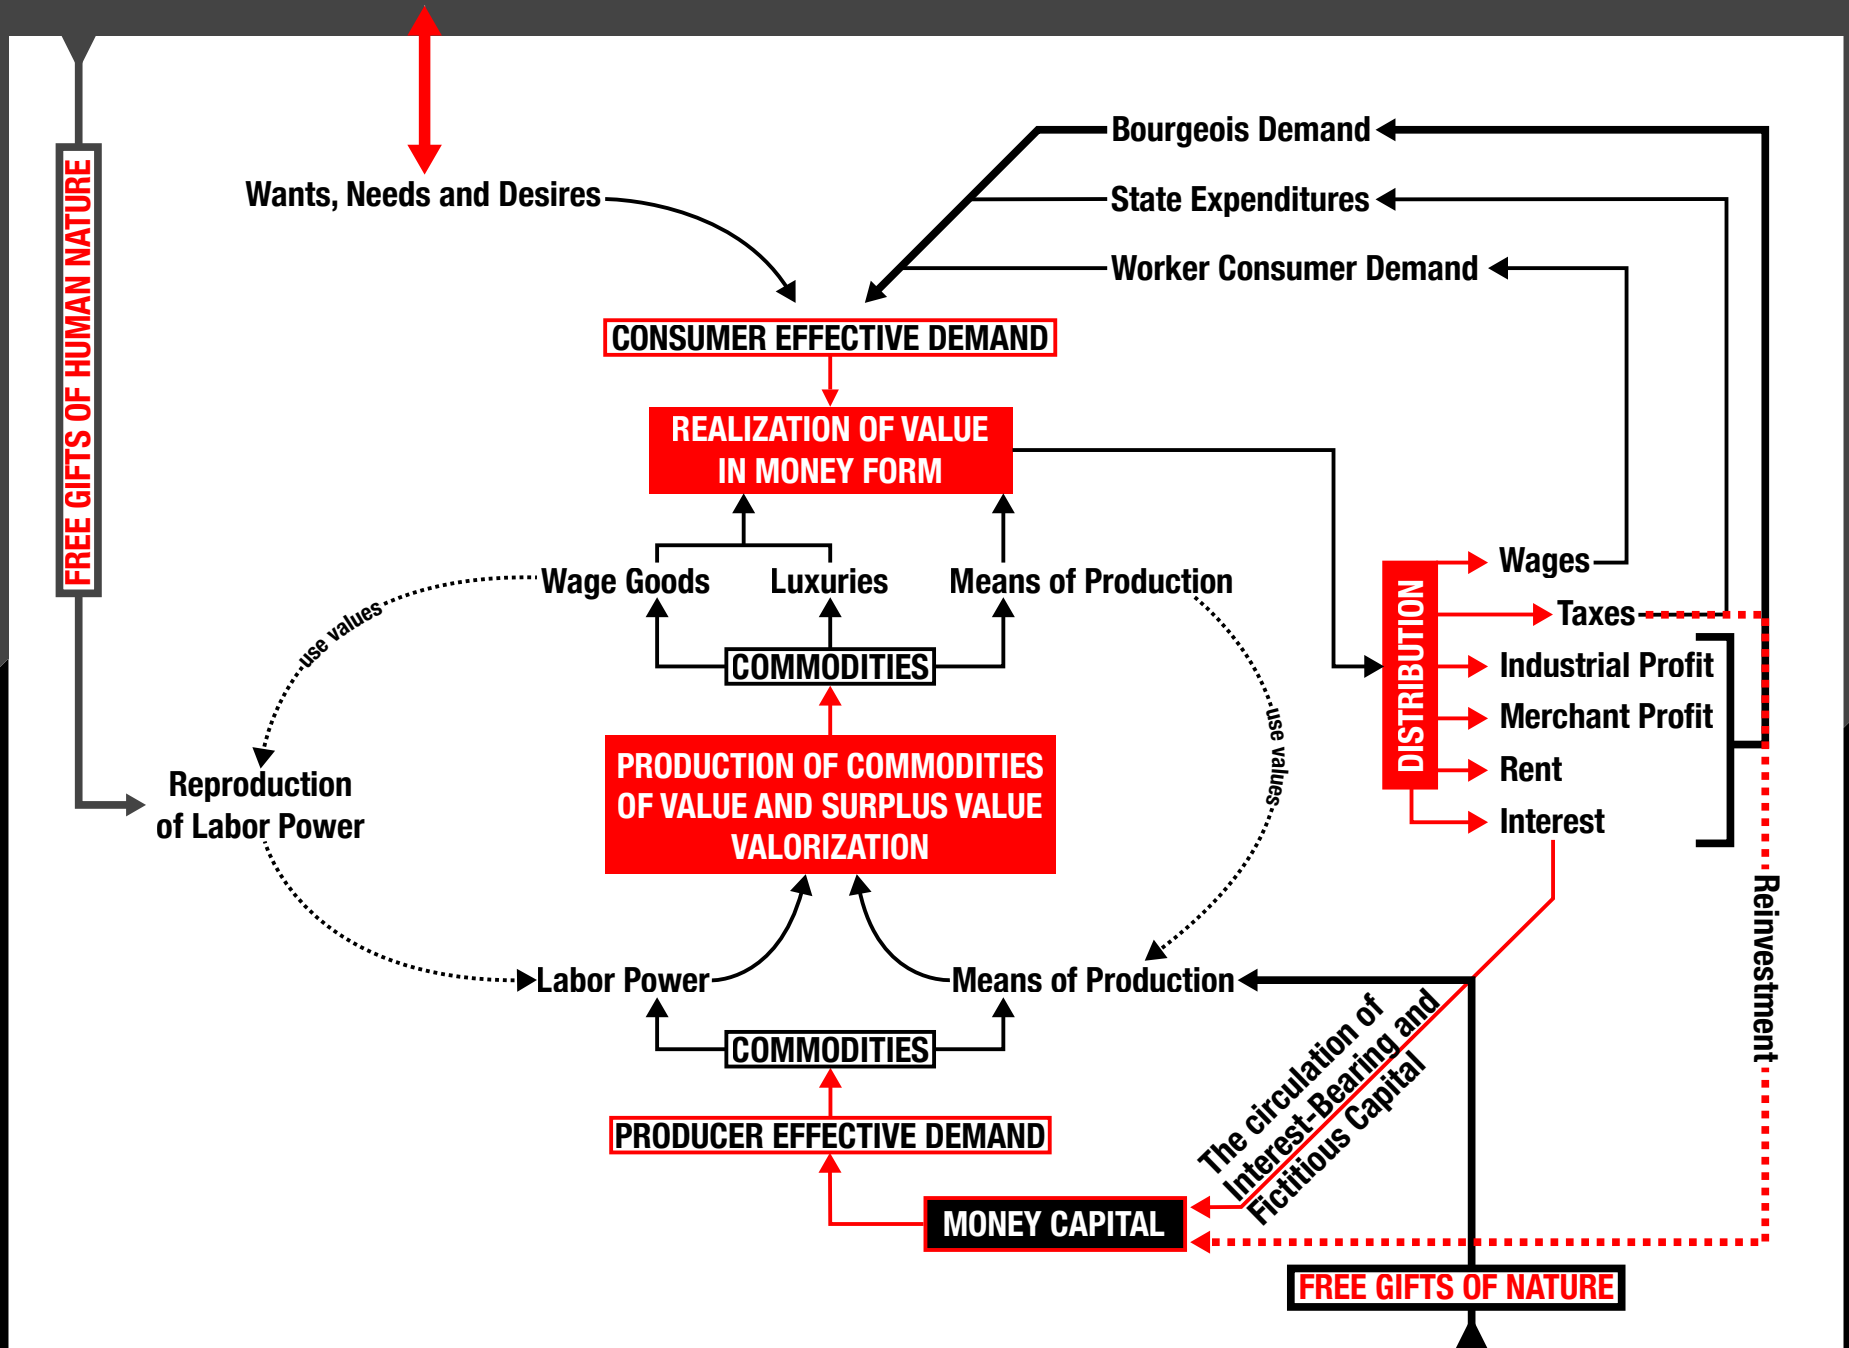 Bourgeois Demand
FREE GIFTS OF HUMAN NATURE
Wants, Needs and Desires
State Expenditures
Worker Consumer Demand
CONSUMER EFFECTIVE DEMAND
REALIZATION OF VALUE
IN MONEY FORM
Wage Goods
Luxuries
Means of Production
use values
COMMODITIES
use values
DISTRIBUTION
Wages
Taxes
Industrial Profit
Merchant Profit
Rent
Interest
PRODUCTION OF COMMODITIES
OF VALUE AND SURPLUS VALUE
VALORIZATION
Reproduction
of Labor Power
Reinvestment
Labor Power
Means of Production
COMMODITIES
The circulation of
Interest-Bearing and
Fictitious Capital
PRODUCER EFFECTIVE DEMAND
MONEY CAPITAL
FREE GIFTS OF NATURE